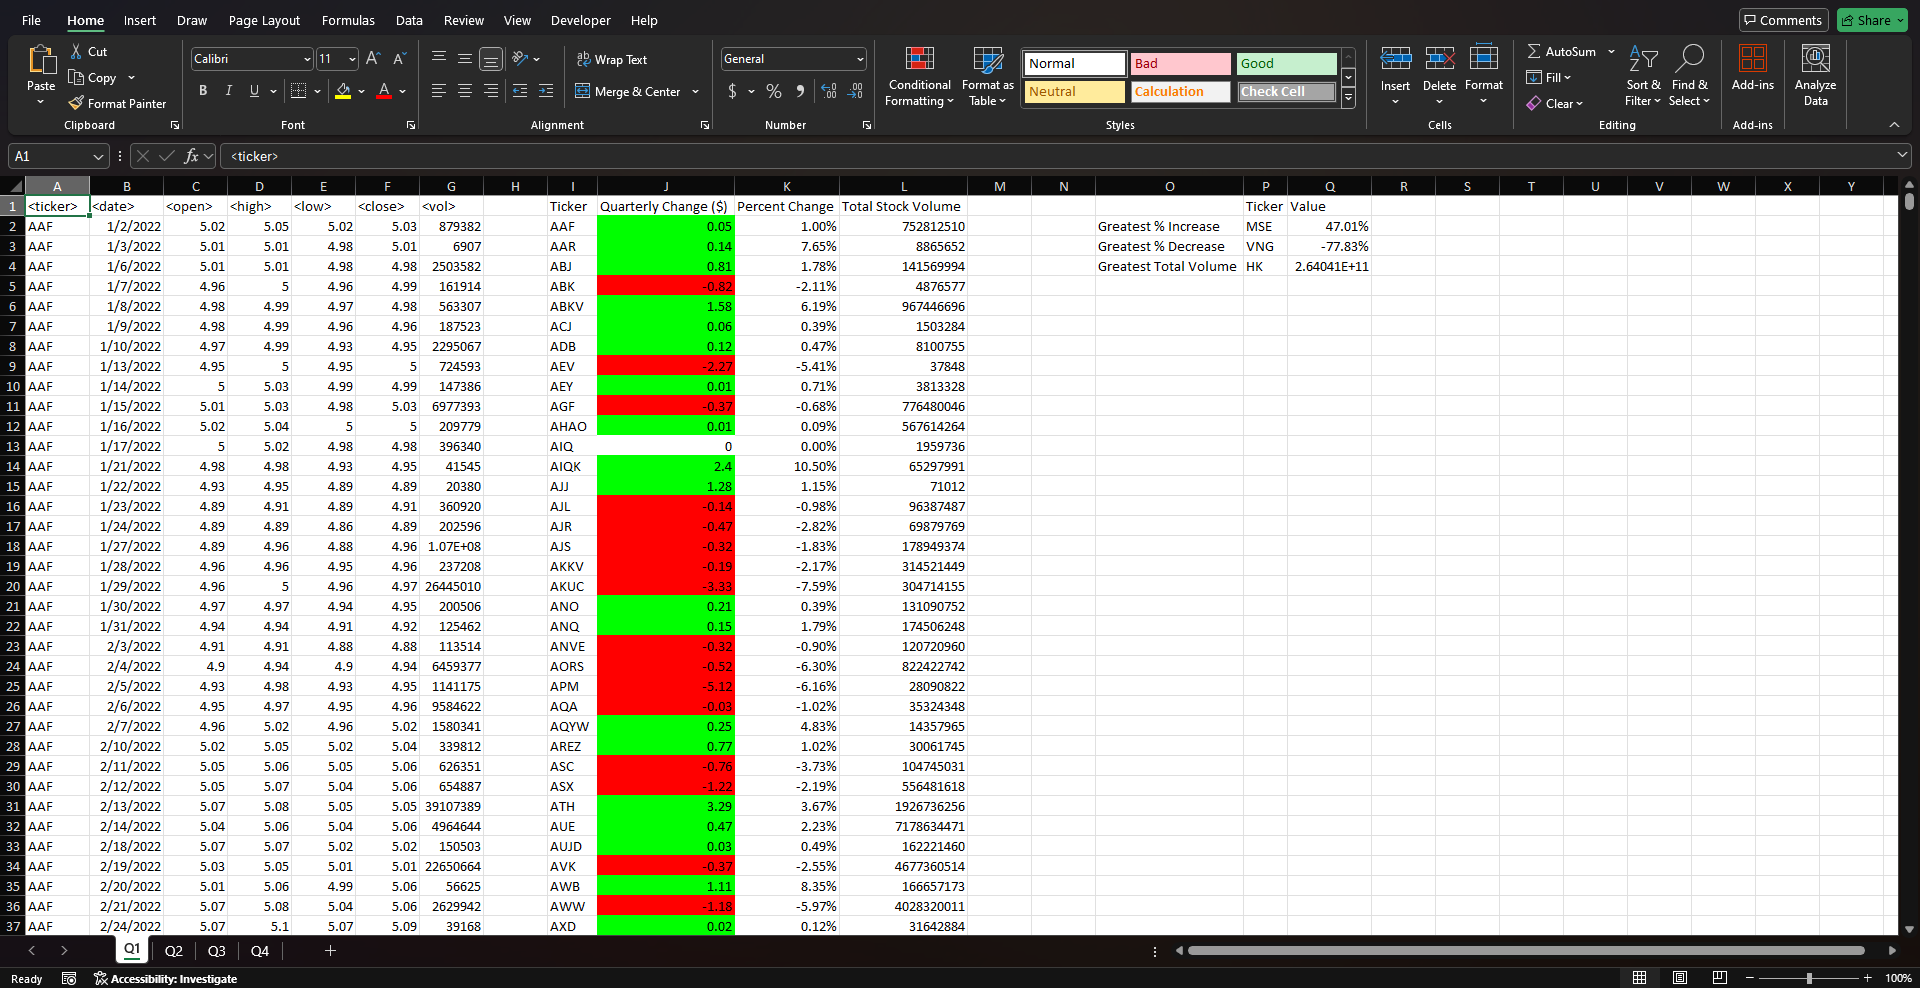 File Home Insert Draw Page Layout Formulas Data Review View Developer Help Comments Share
Paste Cut Copy Format Painter Clipboard
Calibri 11 A A B I U A Font
ab Wrap Text Merge & Center Alignment
General $ % , Number
Conditional Formatting Format as Table Normal Bad Good Neutral Calculation Check Cell Styles
Insert Delete Format Cells
AutoSum Fill Clear Sort & Filter Find & Select Editing
Add-ins Add-ins
Analyze Data
A1 fx <ticker>
A B C D E F G H I J K L M N O P Q R S T U V W X Y
1 <ticker> <date> <open> <high> <low> <close> <vol> Ticker Quarterly Change ($) Percent Change Total Stock Volume Ticker Value
2 AAF 1/2/2022 5.02 5.05 5.02 5.03 879382 AAF 0.05 1.00% 752812510 Greatest % Increase MSE 47.01%
3 AAF 1/3/2022 5.01 5.01 4.98 5.01 6907 AAR 0.14 7.65% 8865652 Greatest % Decrease VNG -77.83%
4 AAF 1/6/2022 5.01 5.01 4.98 4.98 2503582 ABJ 0.81 1.78% 141569994 Greatest Total Volume HK 2.64041E+11
5 AAF 1/7/2022 4.96 5 4.96 4.99 161914 ABK -0.82 -2.11% 4876577
6 AAF 1/8/2022 4.98 4.99 4.97 4.98 563307 ABKV 1.58 6.19% 967446696
7 AAF 1/9/2022 4.98 4.99 4.96 4.96 187523 ACJ 0.06 0.39% 1503284
8 AAF 1/10/2022 4.97 4.99 4.93 4.95 2295067 ADB 0.12 0.47% 8100755
9 AAF 1/13/2022 4.95 5 4.95 5 724593 AEV -2.27 -5.41% 37848
10 AAF 1/14/2022 5 5.03 4.99 4.99 147386 AEY 0.01 0.71% 3813328
11 AAF 1/15/2022 5.01 5.03 4.98 5.03 6977393 AGF -0.37 -0.68% 776480046
12 AAF 1/16/2022 5.02 5.04 5 5 209779 AHAO 0.01 0.09% 567614264
13 AAF 1/17/2022 5 5.02 4.98 4.98 396340 AIQ 0 0.00% 1959736
14 AAF 1/21/2022 4.98 4.98 4.93 4.95 41545 AIQK 2.4 10.50% 65297991
15 AAF 1/22/2022 4.93 4.95 4.89 4.89 20380 AJJ 1.28 1.15% 71012
16 AAF 1/23/2022 4.89 4.91 4.89 4.91 360920 AJL -0.14 -0.98% 96387487
17 AAF 1/24/2022 4.89 4.89 4.86 4.89 202596 AJR -0.47 -2.82% 69879769
18 AAF 1/27/2022 4.89 4.96 4.88 4.96 1.07E+08 AJS -0.32 -1.83% 178949374
19 AAF 1/28/2022 4.96 4.96 4.95 4.96 237208 AKKV -0.19 -2.17% 314521449
20 AAF 1/29/2022 4.96 5 4.96 4.97 26445010 AKUC -3.33 -7.59% 304714155
21 AAF 1/30/2022 4.97 4.97 4.94 4.95 200506 ANO 0.21 0.39% 131090752
22 AAF 1/31/2022 4.94 4.94 4.91 4.92 125462 ANQ 0.15 1.79% 174506248
23 AAF 2/3/2022 4.91 4.91 4.88 4.88 113514 ANVE -0.32 -0.90% 120720960
24 AAF 2/4/2022 4.9 4.94 4.9 4.94 6459377 AORS -0.52 -6.30% 822422742
25 AAF 2/5/2022 4.93 4.98 4.93 4.95 1141175 APM -5.12 -6.16% 28090822
26 AAF 2/6/2022 4.95 4.97 4.95 4.96 9584622 AQA -0.03 -1.02% 35324348
27 AAF 2/7/2022 4.96 5.02 4.96 5.02 1580341 AQYW 0.25 4.83% 14357965
28 AAF 2/10/2022 5.02 5.05 5.02 5.04 339812 AREZ 0.77 1.02% 30061745
29 AAF 2/11/2022 5.05 5.06 5.05 5.06 626351 ASC -0.76 -3.73% 104745031
30 AAF 2/12/2022 5.05 5.07 5.04 5.06 654887 ASX -1.22 -2.19% 556481618
31 AAF 2/13/2022 5.07 5.08 5.05 5.05 39107389 ATH 3.29 3.67% 1926736256
32 AAF 2/14/2022 5.04 5.06 5.04 5.06 4964644 AUE 0.47 2.23% 7178634471
33 AAF 2/18/2022 5.07 5.07 5.02 5.02 150503 AUJD 0.03 0.49% 162221460
34 AAF 2/19/2022 5.03 5.05 5.01 5.01 22650664 AVK -0.37 -2.55% 4677360514
35 AAF 2/20/2022 5.01 5.06 4.99 5.06 56625 AWB 1.11 8.35% 166657173
36 AAF 2/21/2022 5.07 5.08 5.04 5.06 2629942 AWW -1.18 -5.97% 4028320011
37 AAF 2/24/2022 5.07 5.1 5.07 5.09 39168 AXD 0.02 0.12% 31642884
Q1 Q2 Q3 Q4
Ready Accessibility: Investigate 100%